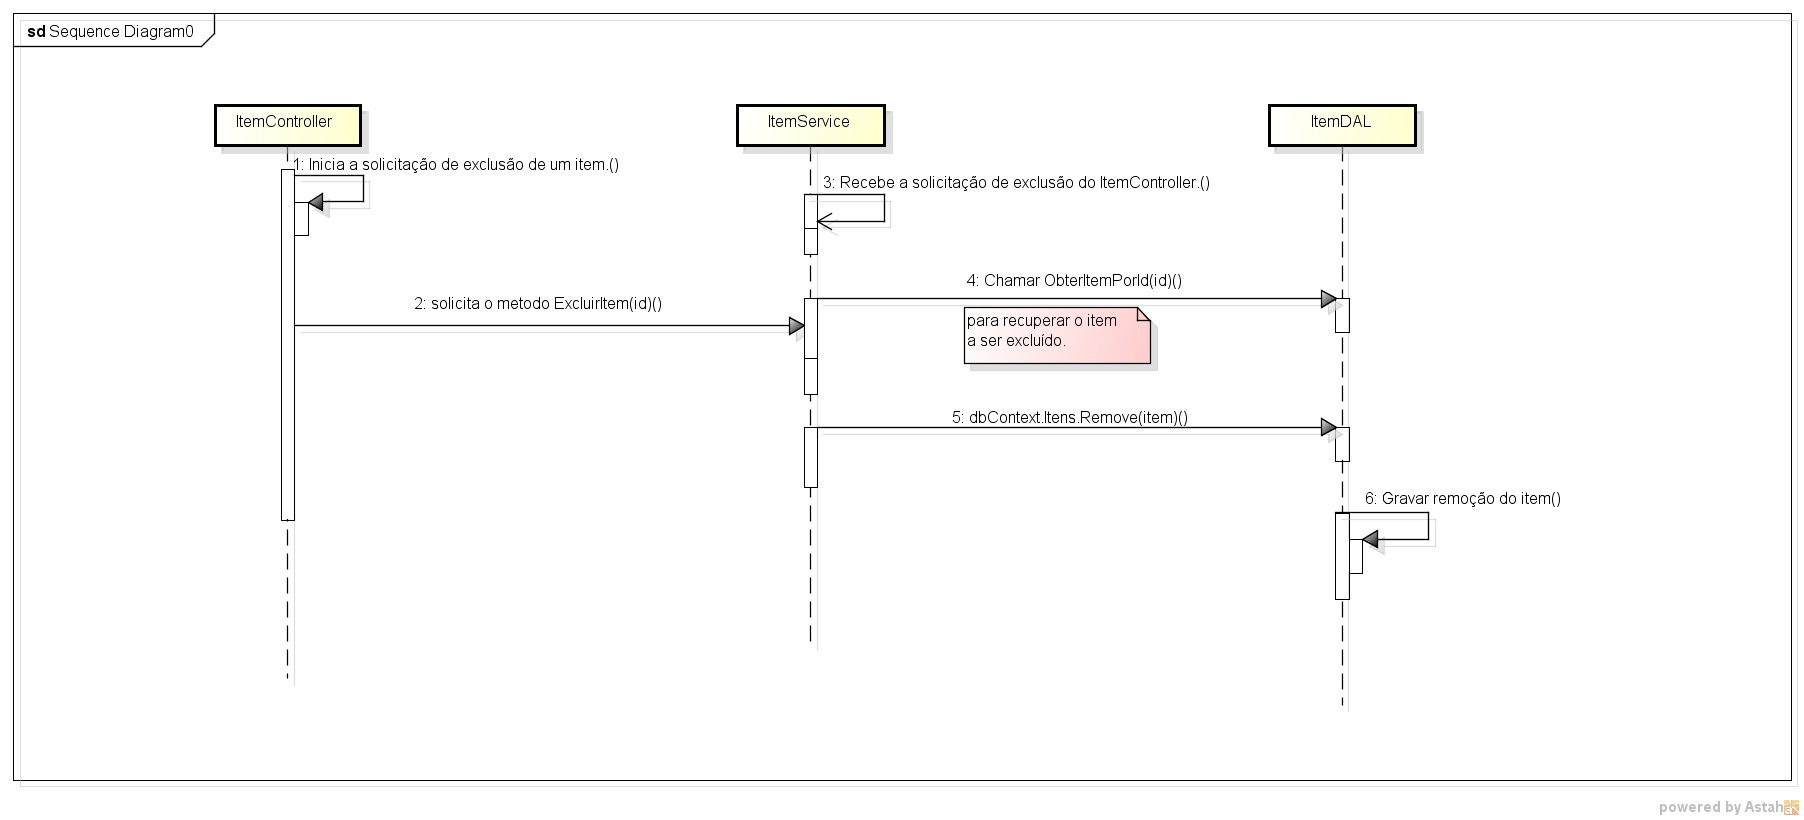 sd Sequence Diagram0
ItemController
ItemService
ItemDAL
1: Inicia a solicitação de exclusão de um item.()
3: Recebe a solicitação de exclusão do ItemController.()
4: Chamar ObterItemPorId(id)()
2: solicita o metodo ExcluirItem(id)()
para recuperar o item
a ser excluído.
5: dbContext.Itens.Remove(item)()
6: Gravar remoção do item()
powered by Astah